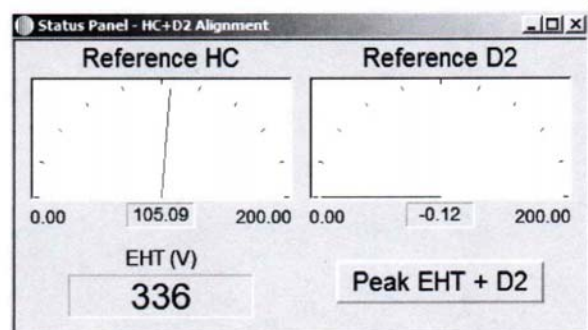 Status Panel - HC+D2 Alignment
Reference HC
Reference D2
0.00
105.09
200.00
0.00
-0.12
200.00
EHT (V)
336
Peak EHT + D2